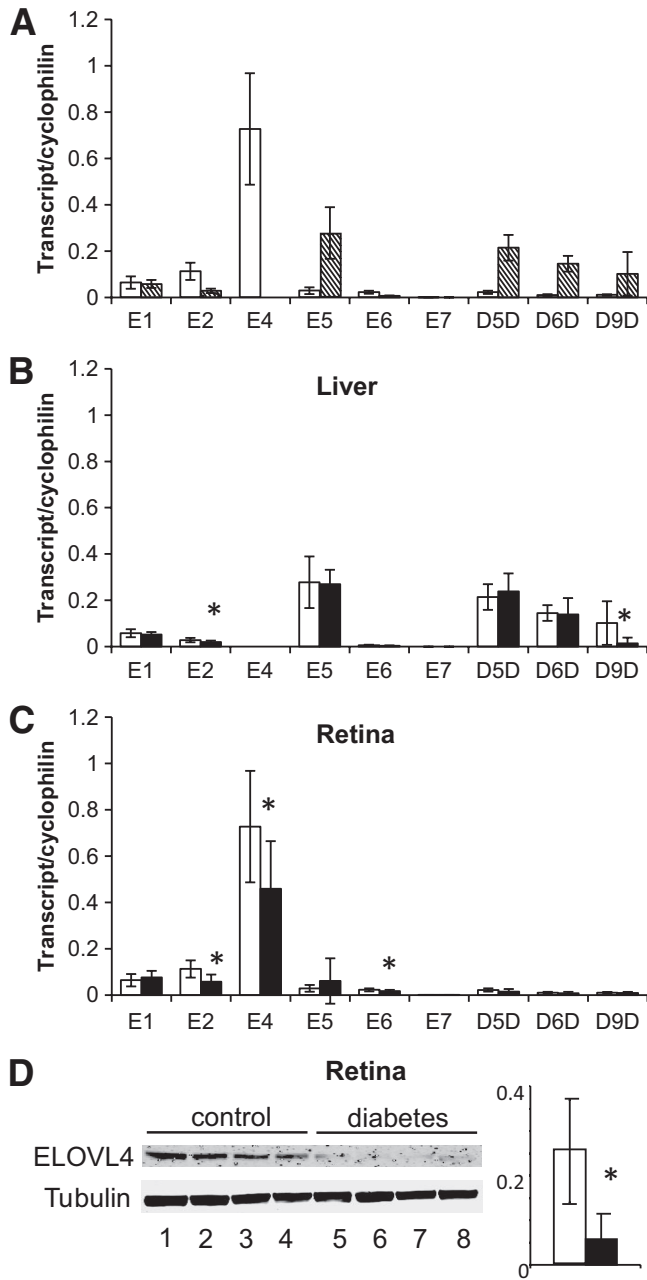 A
Transcript/cyclophilin
1.2
1
0.8
0.6
0.4
0.2
0
E1 E2 E4 E5 E6 E7 D5D D6D D9D
B
Liver
Transcript/cyclophilin
1.2
1
0.8
0.6
0.4
0.2
0
*
*
E1 E2 E4 E5 E6 E7 D5D D6D D9D
C
Retina
Transcript/cyclophilin
1.2
1
0.8
0.6
0.4
0.2
0
*
*
*
E1 E2 E4 E5 E6 E7 D5D D6D D9D
D
Retina
control diabetes
ELOVL4
Tubulin
1 2 3 4 5 6 7 8
0.4
0.2
0
*